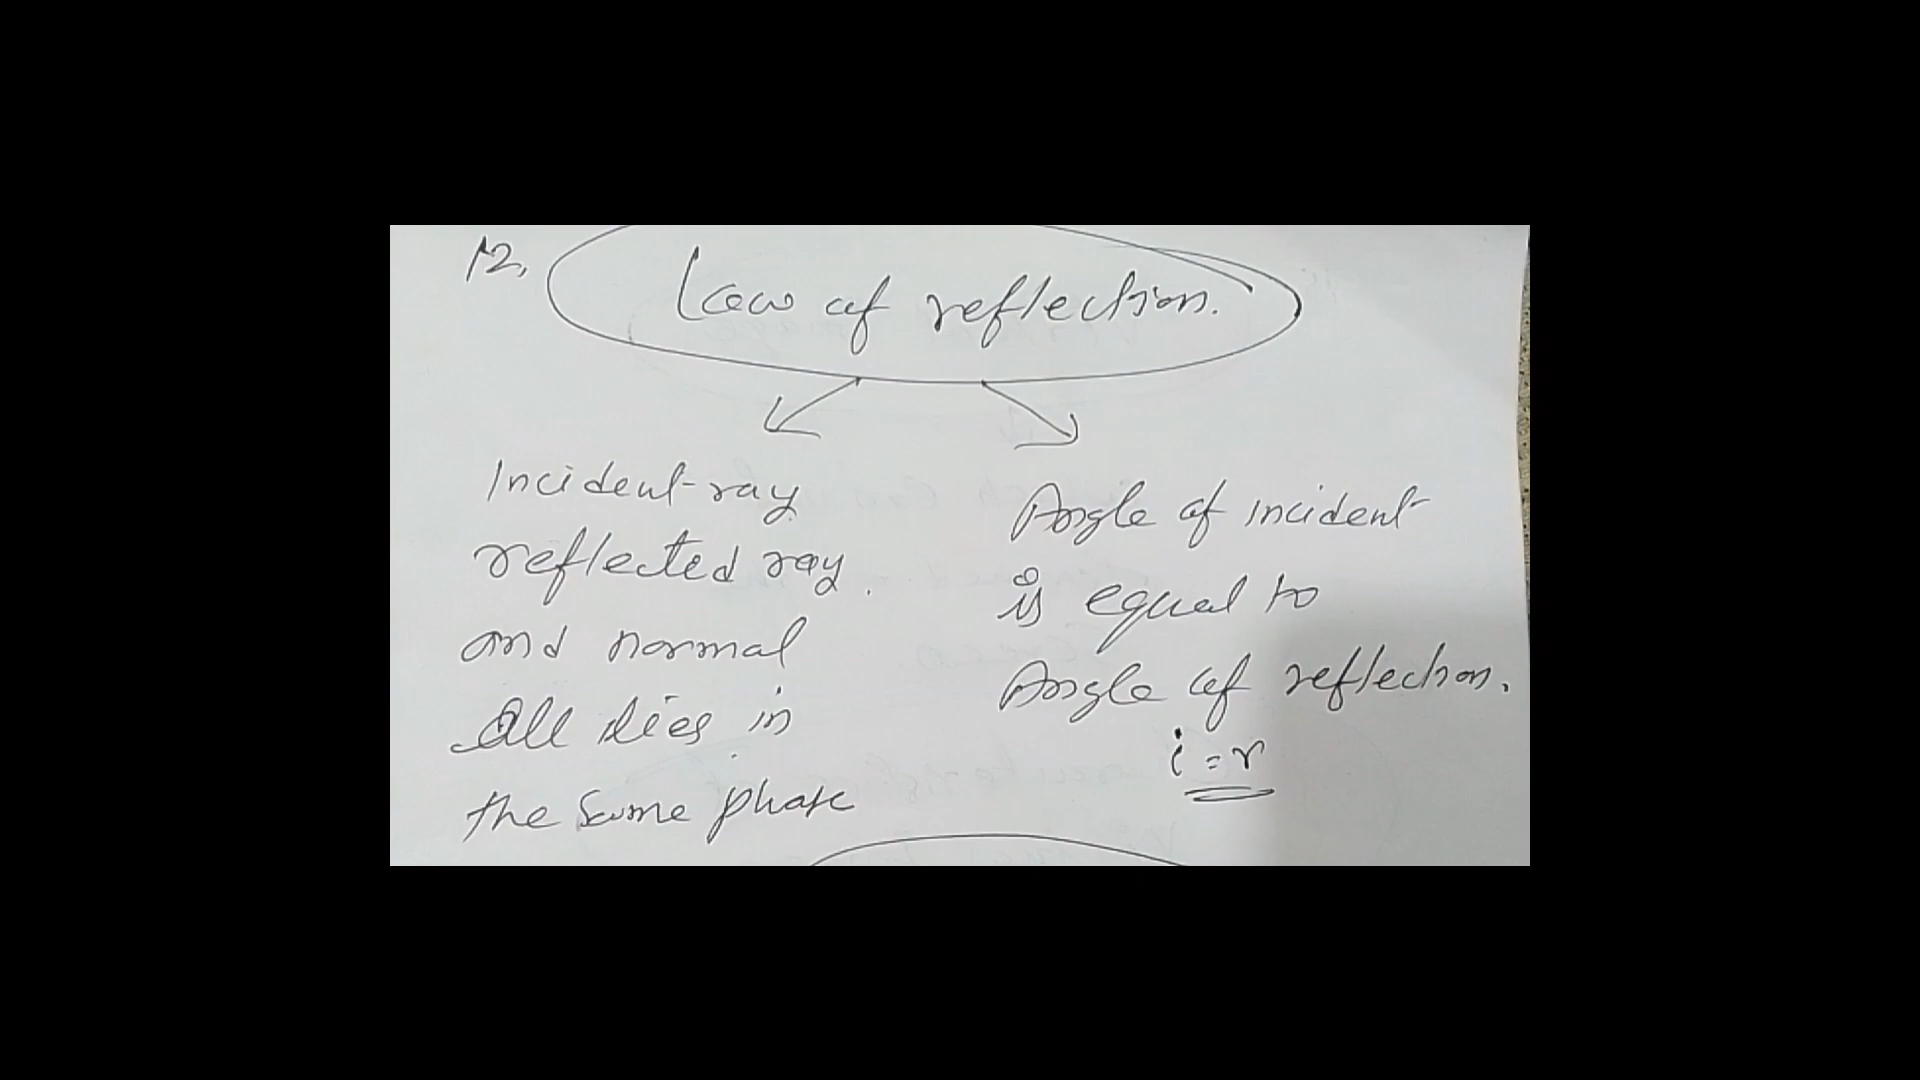 12.
Law of reflection.
Incident ray
reflected ray.
and normal
All lies in
the same phase
Angle of incident
is equal to
Angle of reflection.
i = r